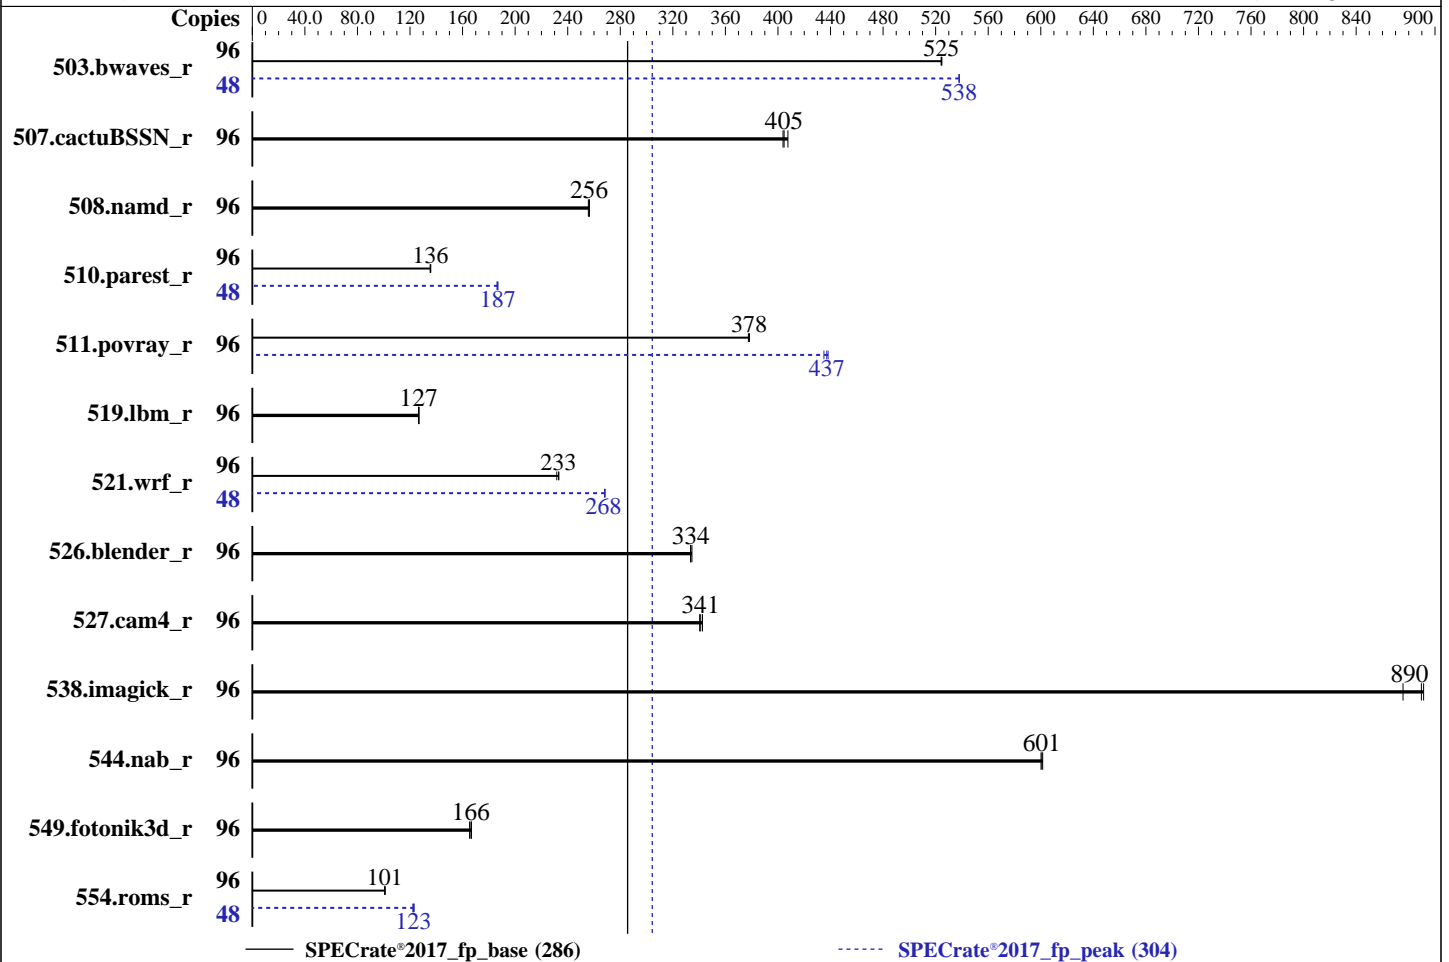 Copies 0 40.0 80.0 120 160 200 240 280 320 360 400 440 480 520 560 600 640 680 720 760 800 840 900
503.bwaves_r 96 525
48 538
507.cactuBSSN_r 96 405
508.namd_r 96 256
510.parest_r 96 136
48 187
511.povray_r 96 378
437
519.lbm_r 96 127
521.wrf_r 96 233
48 268
526.blender_r 96 334
527.cam4_r 96 341
538.imagick_r 96 890
544.nab_r 96 601
549.fotonik3d_r 96 166
554.roms_r 96 101
48 123
SPECrate®2017_fp_base (286) SPECrate®2017_fp_peak (304)